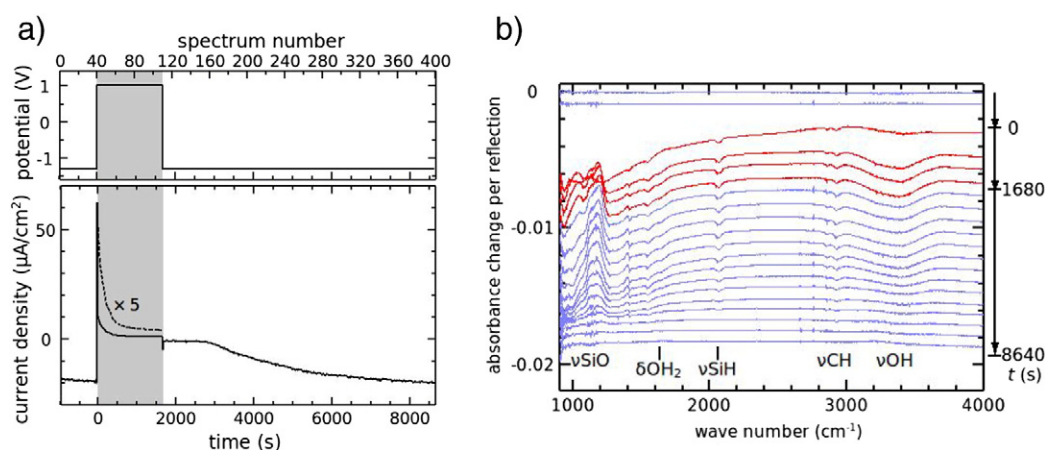 a)
spectrum number
0 40 80 120 160 200 240 280 320 360 400
potential (V)
1
0
-1
current density (µA/cm²)
50
0
× 5
0 2000 4000 6000 8000
time (s)
b)
absorbance change per reflection
0
-0.01
-0.02
0
1680
8640
t (s)
νSiO
δOH₂
νSiH
νCH
νOH
1000 2000 3000 4000
wave number (cm⁻¹)